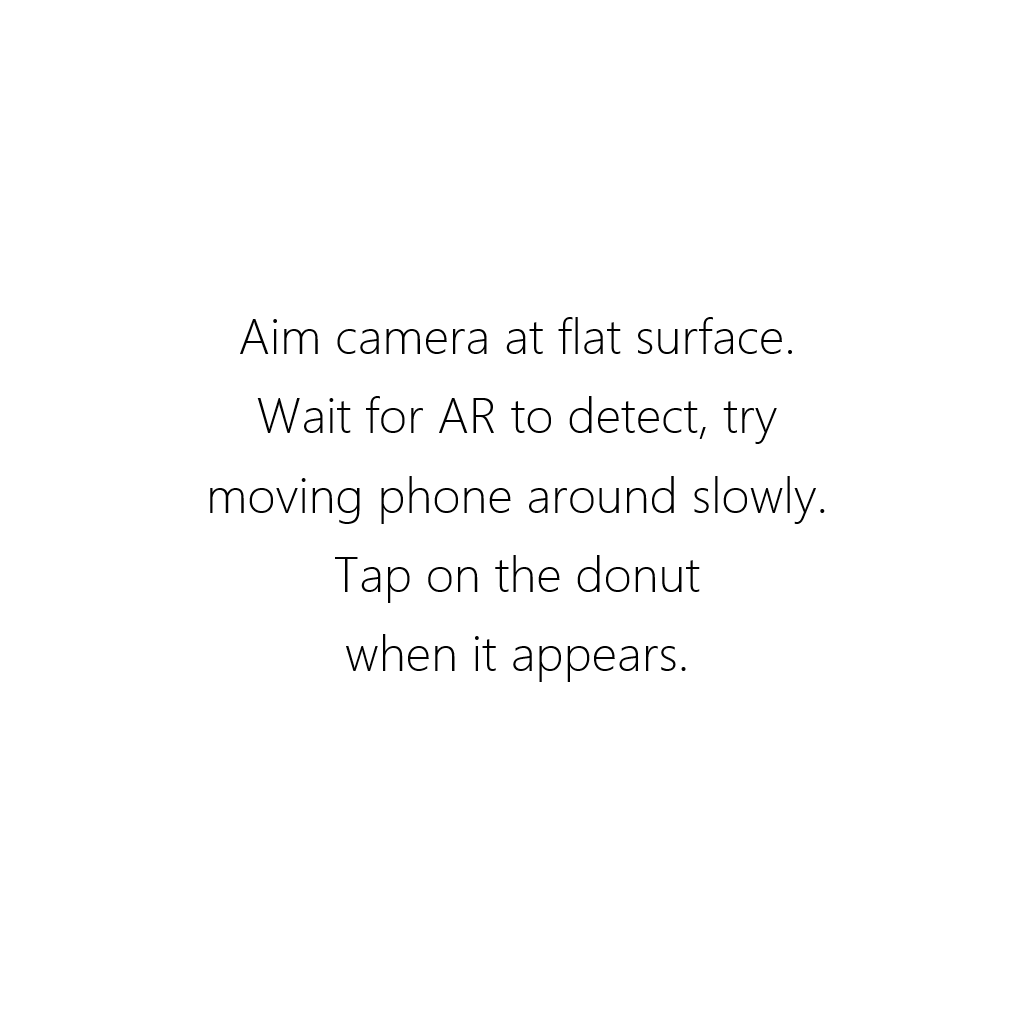 Aim camera at flat surface.
Wait for AR to detect, try
moving phone around slowly.
Tap on the donut
when it appears.